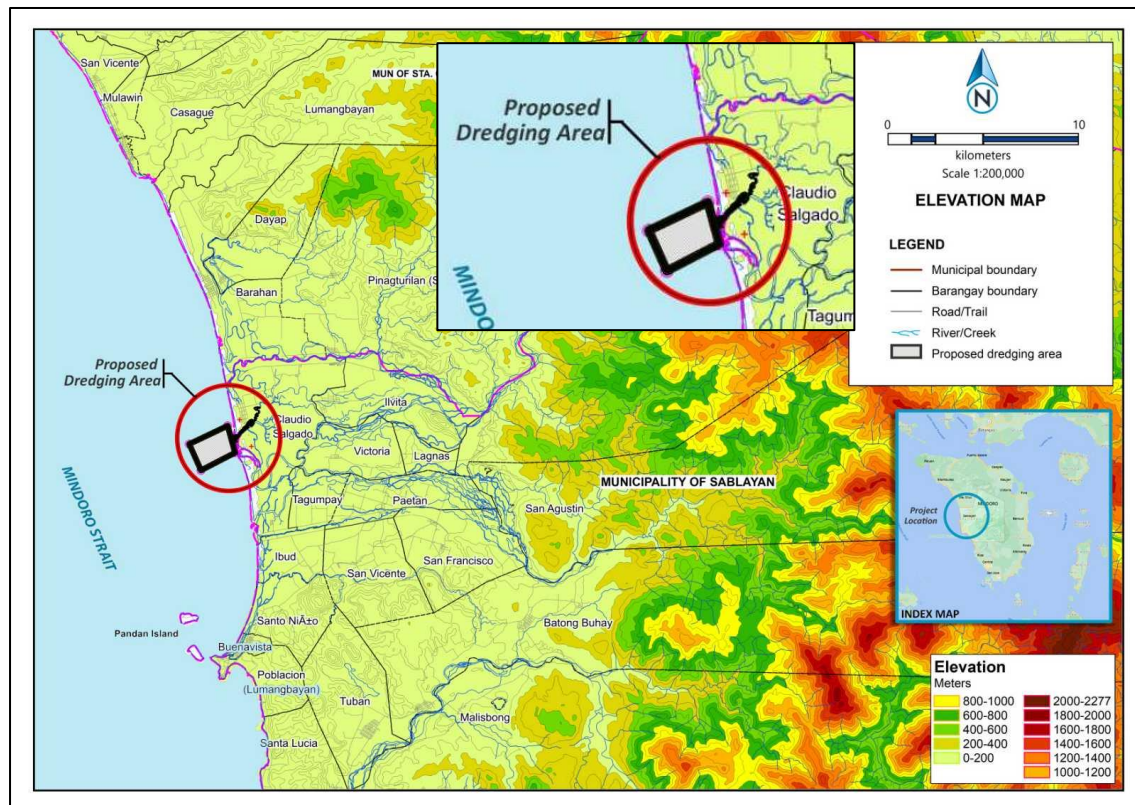 San Vicente
Mulawin
Casague
MUN OF STA.
Lumangbayan
Dayap
Barahan
Pinagturilan (S
Proposed
Dredging Area
Claudio
Salgado
Ilvita
Victoria
Lagnas
Tagumpay
Paetan
MUNICIPALITY OF SABLAYAN
San Agustin
MINDORO STRAIT
Ibud
San Vicente
San Francisco
Santo NiÃ±o
Batong Buhay
Pandan Island
Buenavista
Poblacion
(Lumangbayan)
Tuban
Malisbong
Santa Lucia
Proposed
Dredging Area
Claudio
Salgado
MINDO
Tagum
N
0 10
kilometers
Scale 1:200,000
ELEVATION MAP
LEGEND
Municipal boundary
Barangay boundary
Road/Trail
River/Creek
Proposed dredging area
Project
Location
INDEX MAP
Elevation
Meters
800-1000
600-800
400-600
200-400
0-200
2000-2277
1800-2000
1600-1800
1400-1600
1200-1400
1000-1200